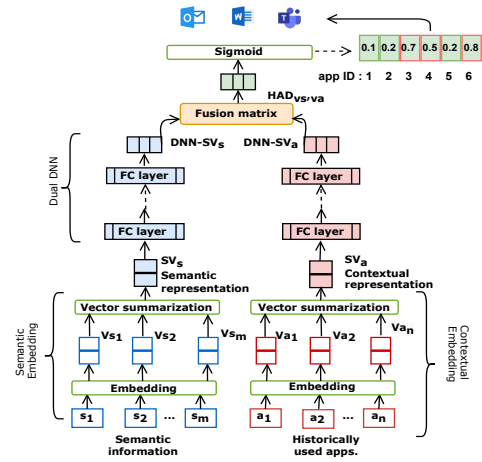 Sigmoid
0.1 0.2 0.7 0.5 0.2 0.8
app ID : 1 2 3 4 5 6
HADvs,va
Fusion matrix
DNN-SVs
DNN-SVa
Dual DNN
FC layer
FC layer
FC layer
FC layer
SVs
Semantic
representation
SVa
Contextual
representation
Semantic
Embedding
Contextual
Embedding
Vector summarization
Vector summarization
Vs1 Vs2 Vsm
Va1 Va2 Van
Embedding
Embedding
s1 s2 ... sm
a1 a2 ... an
Semantic
information
Historically
used apps.
O
W
T